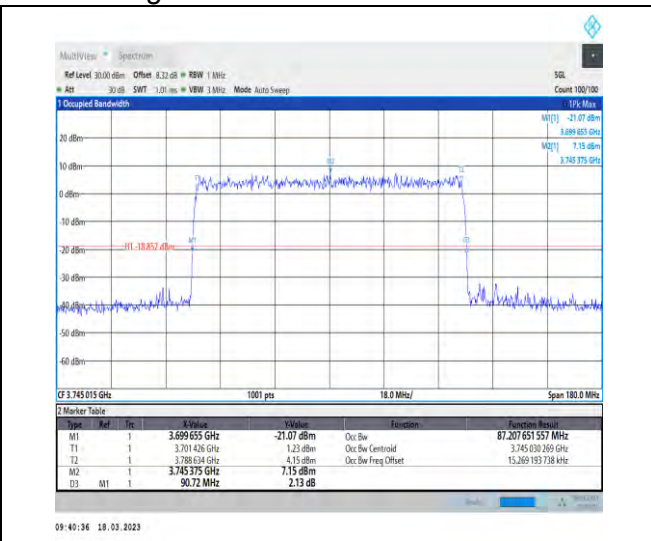 MultiView Spectrum
Ref Level 30.00 dBm Offset 8.32 dB RBW 1 MHz SGL
Att 30 dB SWT 1.01 ms VBW 3 MHz Mode Auto Sweep Count 100/100
1 Occupied Bandwidth 1Pk Max
M1[1] -21.07 dBm
3.699 655 GHz
M2[1] 7.15 dBm
3.745 375 GHz
20 dBm
10 dBm
0 dBm
-10 dBm
-20 dBm
H1 -18.852 dBm
M1
D3
-30 dBm
-40 dBm
-50 dBm
-60 dBm
CF 3.745 015 GHz 1001 pts 18.0 MHz/ Span 180.0 MHz
2 Marker Table
Type Ref Trc X-Value Y-Value Function Function Result
M1 1 3.699 655 GHz -21.07 dBm Occ Bw 87.207 651 557 MHz
T1 1 3.701 426 GHz 1.23 dBm Occ Bw Centroid 3.745 030 269 GHz
T2 1 3.788 634 GHz 4.15 dBm Occ Bw Freq Offset 15.269 193 738 kHz
M2 1 3.745 375 GHz 7.15 dBm
D3 M1 1 90.72 MHz 2.13 dB
09:40:36 18.03.2023